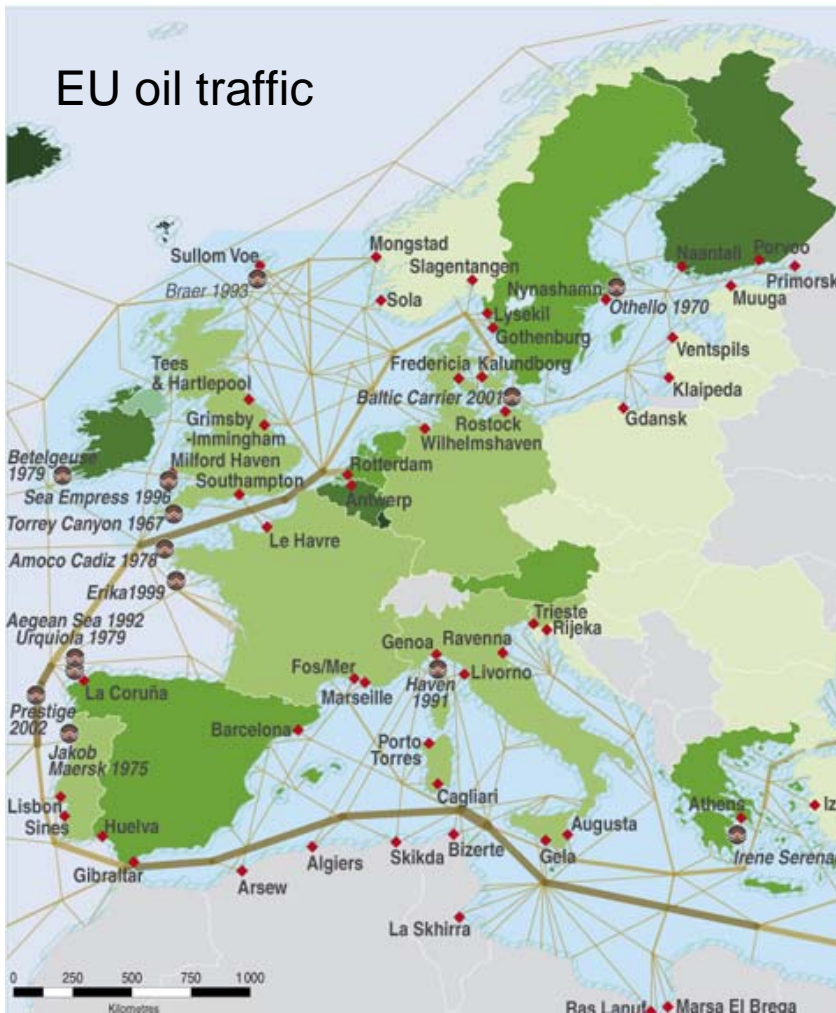 EU oil traffic
Sullom Voe
Braer 1993
Mongstad
Slagentangen
Sola
Nynashamn
Othello 1970
Naantali
Porvoo
Primorsk
Muuga
Lysekil
Gothenburg
Ventspils
Klaipeda
Gdansk
Fredericia
Kalundborg
Baltic Carrier 2001
Rostock
Wilhelmshaven
Tees
& Hartlepool
Grimsby
-Immingham
Milford Haven
Betelgeuse
1979
Sea Empress 1996
Southampton
Rotterdam
Antwerp
Torrey Canyon 1967
Le Havre
Amoco Cadiz 1978
Erika1999
Aegean Sea 1992
Urquiola 1979
La Coruña
Prestige
2002
Jakob
Maersk 1975
Lisbon
Sines
Huelva
Gibraltar
Barcelona
Fos/Mer
Marseille
Genoa
Ravenna
Trieste
Rijeka
Livorno
Haven
1991
Porto
Torres
Cagliari
Augusta
Gela
Athens
Iz
Irene Serena
Arsew
Algiers
Skikda
Bizerte
La Skhirra
Ras Lanuf
Marsa El Brega
0 250 500 750 1 000
Kilometres